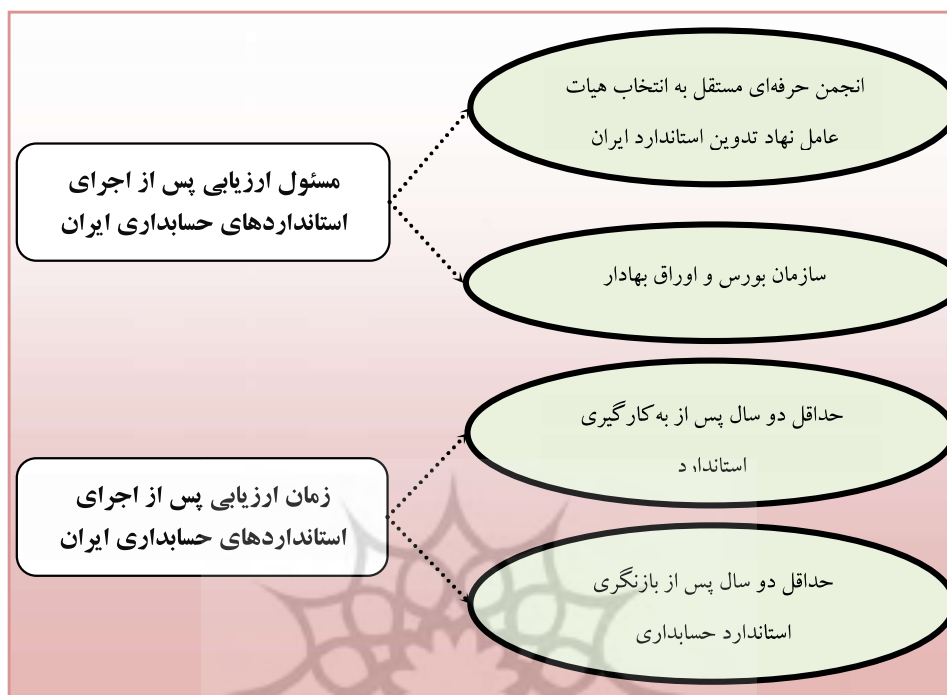 انجمن حرفه‌ای مستقل به انتخاب هیات
عامل نهاد تدوین استاندارد ایران
مسئول ارزیابی پس از اجرای
استانداردهای حسابداری ایران
سازمان بورس و اوراق بهادار
حداقل دو سال پس از به‌کارگیری
استاندارد
زمان ارزیابی پس از اجرای
استانداردهای حسابداری ایران
حداقل دو سال پس از بازنگری
استاندارد حسابداری